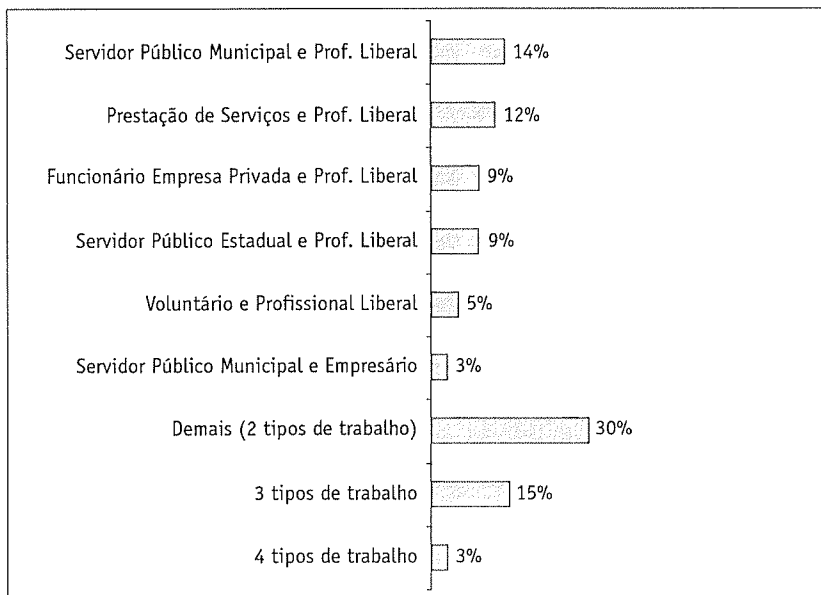 Servidor Público Municipal e Prof. Liberal 14%
Prestação de Serviços e Prof. Liberal 12%
Funcionário Empresa Privada e Prof. Liberal 9%
Servidor Público Estadual e Prof. Liberal 9%
Voluntário e Profissional Liberal 5%
Servidor Público Municipal e Empresário 3%
Demais (2 tipos de trabalho) 30%
3 tipos de trabalho 15%
4 tipos de trabalho 3%